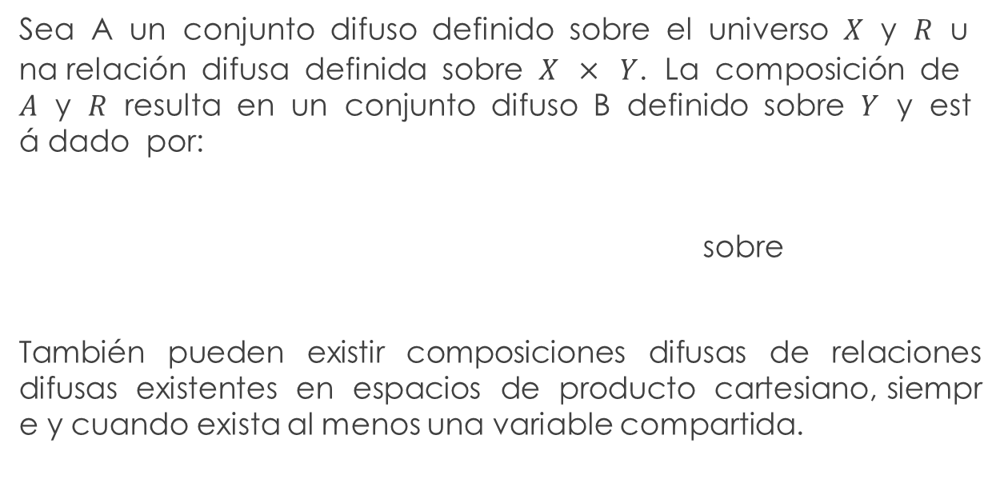 Sea A un conjunto difuso definido sobre el universo X y R u
na relación difusa definida sobre X × Y. La composición de
A y R resulta en un conjunto difuso B definido sobre Y y est
á dado por:
sobre
También pueden existir composiciones difusas de relaciones
difusas existentes en espacios de producto cartesiano, siempr
e y cuando exista al menos una variable compartida.